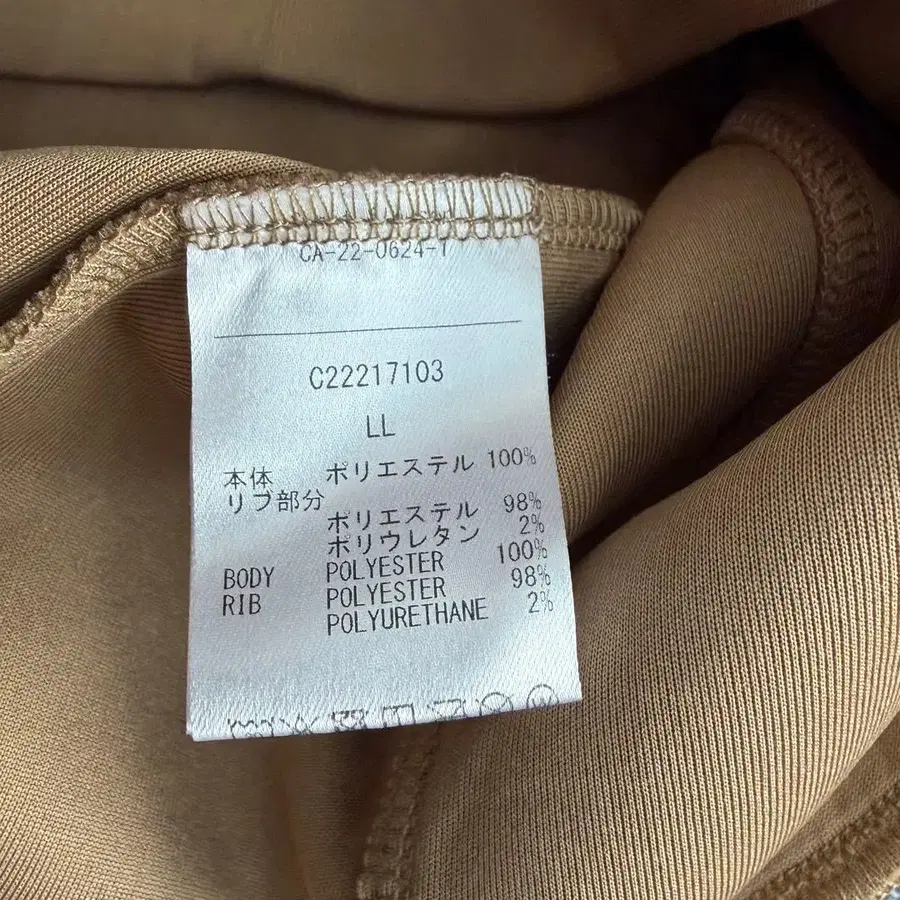 CA-22-0624-1
C22217103
LL
本体 ポリエステル 100%
リブ部分
ポリエステル 98%
ポリウレタン 2%
BODY POLYESTER 100%
RIB POLYESTER 98%
POLYURETHANE 2%